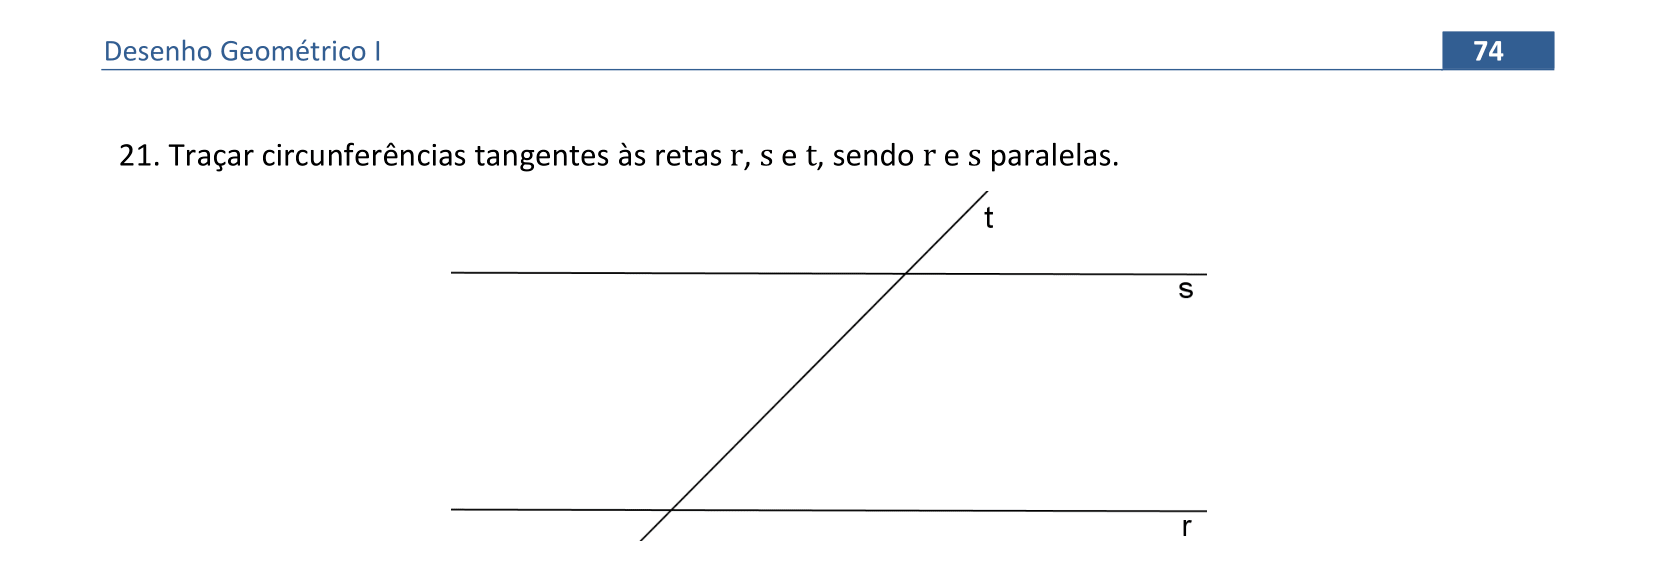 Desenho Geométrico I
74
21. Traçar circunferências tangentes às retas r, s e t, sendo r e s paralelas.
t
s
r